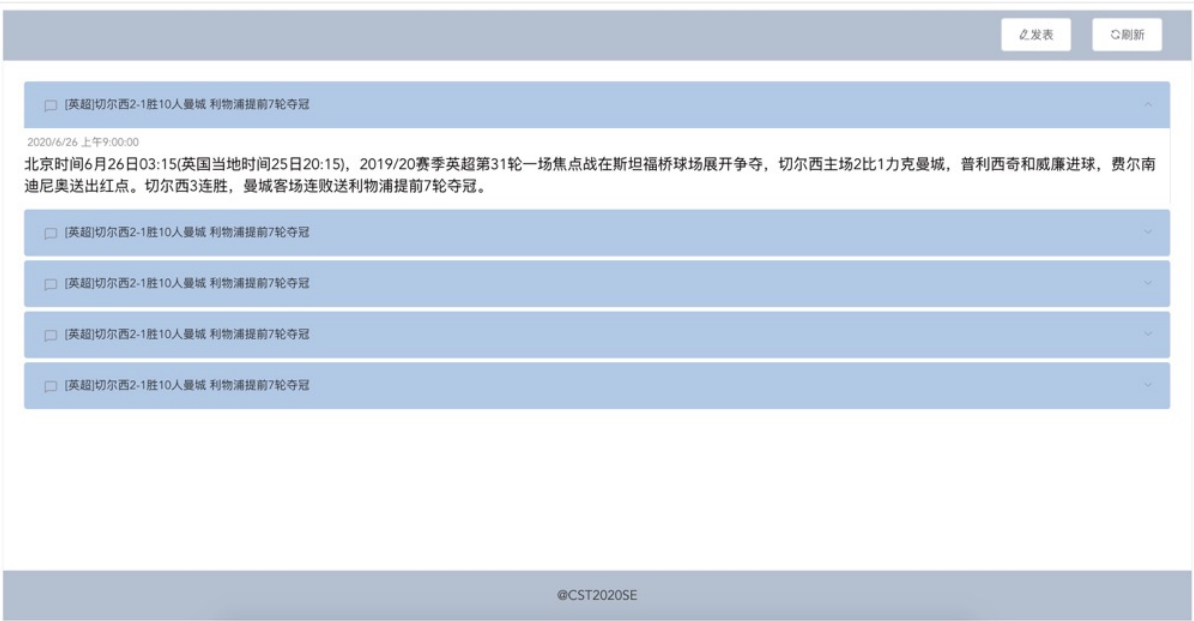 发表
刷新
[英超]切尔西2-1胜10人曼城 利物浦提前7轮夺冠
2020/6/26 上午9:00:00
北京时间6月26日03:15(英国当地时间25日20:15)，2019/20赛季英超第31轮一场焦点战在斯坦福桥球场展开争夺，切尔西主场2比1力克曼城，普利西奇和威廉进球，费尔南
迪尼奥送出红点。切尔西3连胜，曼城客场连败送利物浦提前7轮夺冠。
[英超]切尔西2-1胜10人曼城 利物浦提前7轮夺冠
[英超]切尔西2-1胜10人曼城 利物浦提前7轮夺冠
[英超]切尔西2-1胜10人曼城 利物浦提前7轮夺冠
[英超]切尔西2-1胜10人曼城 利物浦提前7轮夺冠
@CST2020SE